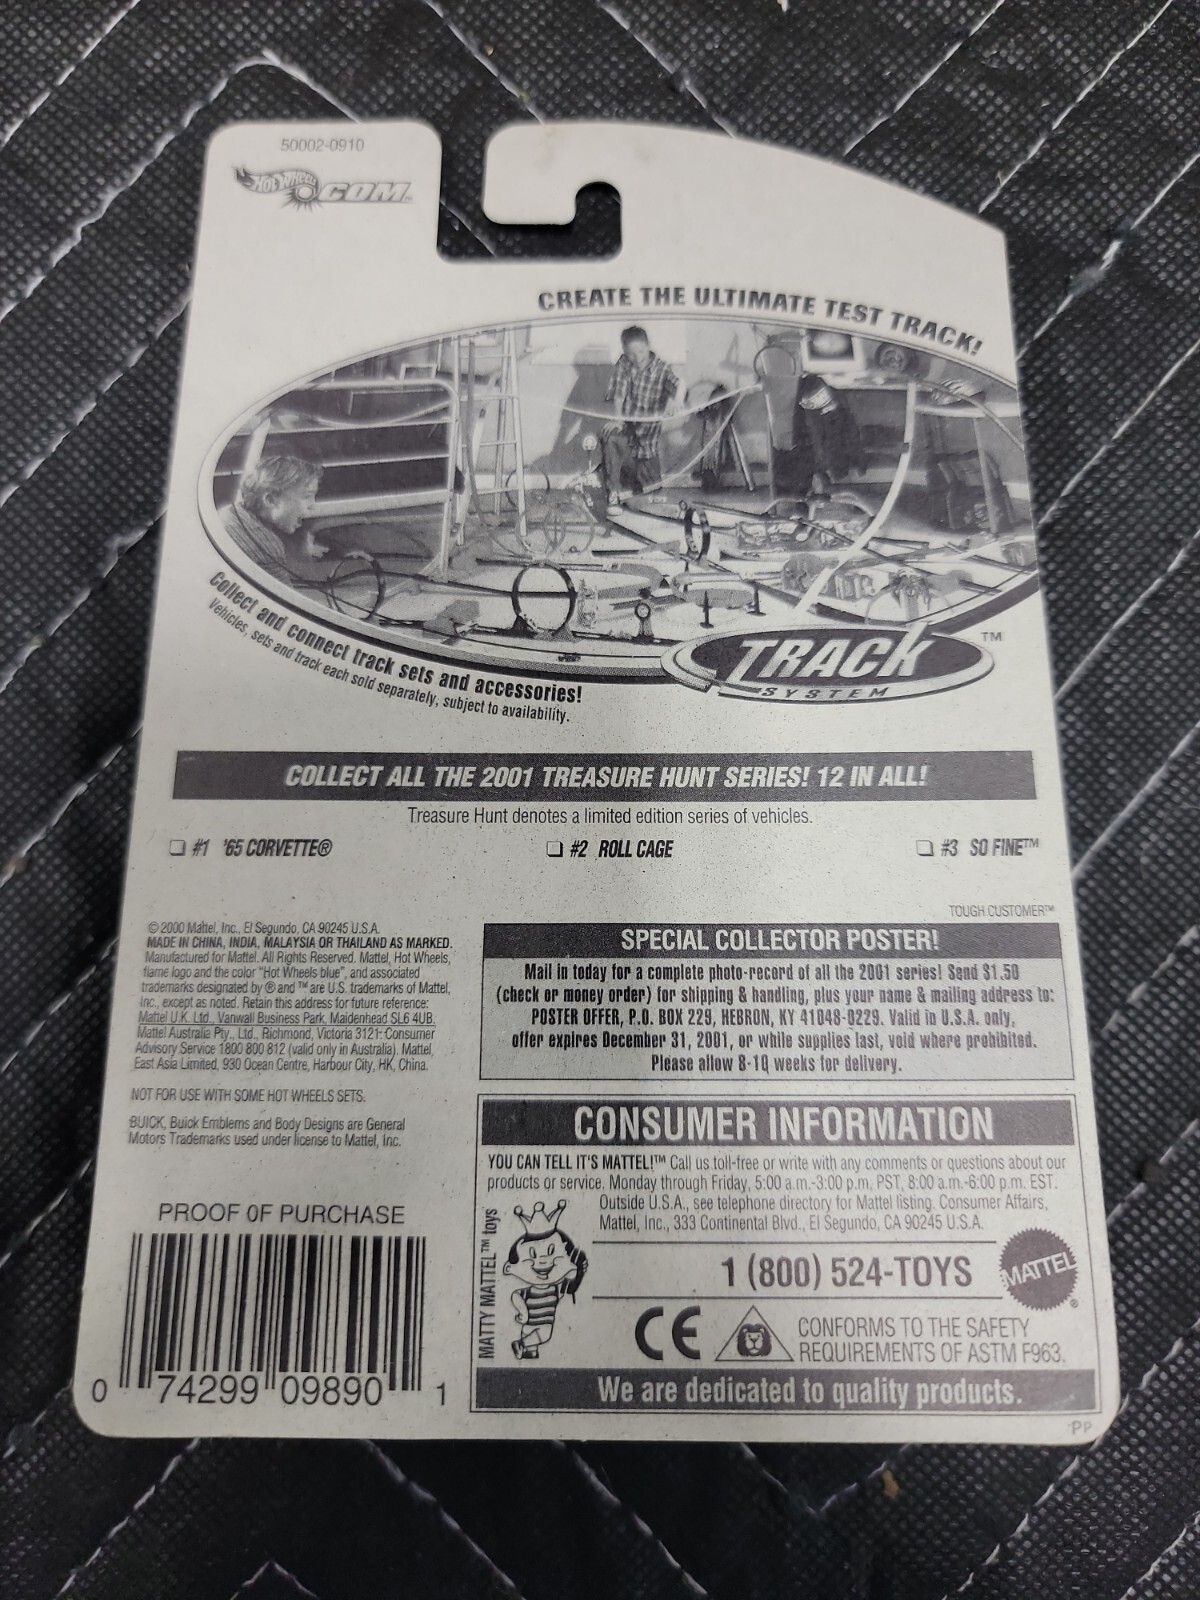 50002-0910
HOT WHEELS .COM™
CREATE THE ULTIMATE TEST TRACK!
Collect and connect track sets and accessories!
Vehicles, sets and track each sold separately, subject to availability.
TRACK™
SYSTEM
COLLECT ALL THE 2001 TREASURE HUNT SERIES! 12 IN ALL!
Treasure Hunt denotes a limited edition series of vehicles.
❏ #1 '65 CORVETTE® ❏ #2 ROLL CAGE ❏ #3 SO FINE™
TOUGH CUSTOMER™
© 2000 Mattel, Inc., El Segundo, CA 90245 U.S.A.
MADE IN CHINA, INDIA, MALAYSIA OR THAILAND AS MARKED.
Manufactured for Mattel. All Rights Reserved. Mattel, Hot Wheels,
flame logo and the color "Hot Wheels blue", and associated
trademarks designated by ® and ™ are U.S. trademarks of Mattel,
Inc., except as noted. Retain this address for future reference:
Mattel U.K. Ltd., Vanwall Business Park, Maidenhead SL6 4UB.
Mattel Australia Pty., Ltd., Richmond, Victoria 3121: Consumer
Advisory Service 1800 800 812 (valid only in Australia). Mattel,
East Asia Limited, 930 Ocean Centre, Harbour City, HK, China.
NOT FOR USE WITH SOME HOT WHEELS SETS.
BUICK, Buick Emblems and Body Designs are General
Motors Trademarks used under license to Mattel, Inc.
SPECIAL COLLECTOR POSTER!
Mail in today for a complete photo-record of all the 2001 series! Send $1.50
(check or money order) for shipping & handling, plus your name & mailing address to:
POSTER OFFER, P.O. BOX 229, HEBRON, KY 41048-0229. Valid in U.S.A. only,
offer expires December 31, 2001, or while supplies last, void where prohibited.
Please allow 8-10 weeks for delivery.
CONSUMER INFORMATION
YOU CAN TELL IT'S MATTEL!™ Call us toll-free or write with any comments or questions about our
products or service. Monday through Friday, 5:00 a.m.-3:00 p.m, PST, 8:00 a.m.-6:00 p.m. EST.
Outside U.S.A., see telephone directory for Mattel listing. Consumer Affairs,
Mattel, Inc., 333 Continental Blvd., El Segundo, CA 90245 U.S.A.
MATTY MATTEL™ toys
1 (800) 524-TOYS
MATTEL®
CE
CONFORMS TO THE SAFETY
REQUIREMENTS OF ASTM F963.
We are dedicated to quality products.
PROOF OF PURCHASE
0 74299 09890 1
PP